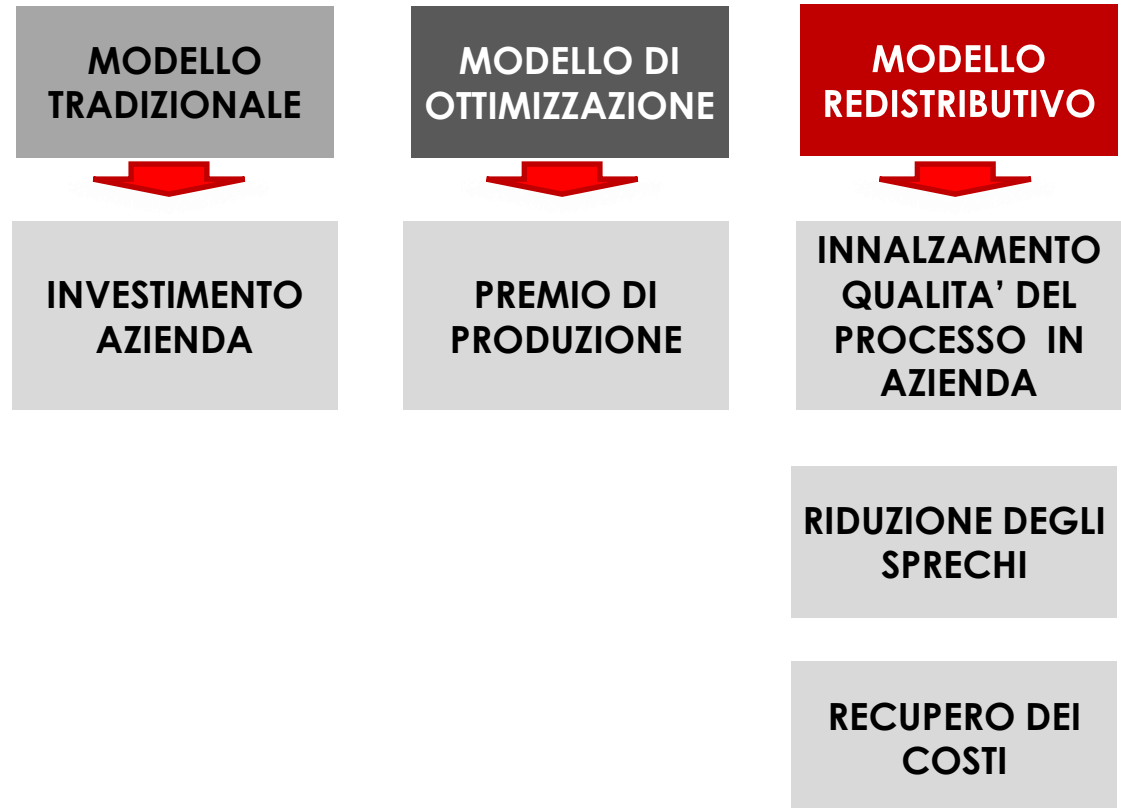 MODELLO
TRADIZIONALE
MODELLO DI
OTTIMIZZAZIONE
MODELLO
REDISTRIBUTIVO
INVESTIMENTO
AZIENDA
PREMIO DI
PRODUZIONE
INNALZAMENTO
QUALITA’ DEL
PROCESSO IN
AZIENDA
RIDUZIONE DEGLI
SPRECHI
RECUPERO DEI
COSTI